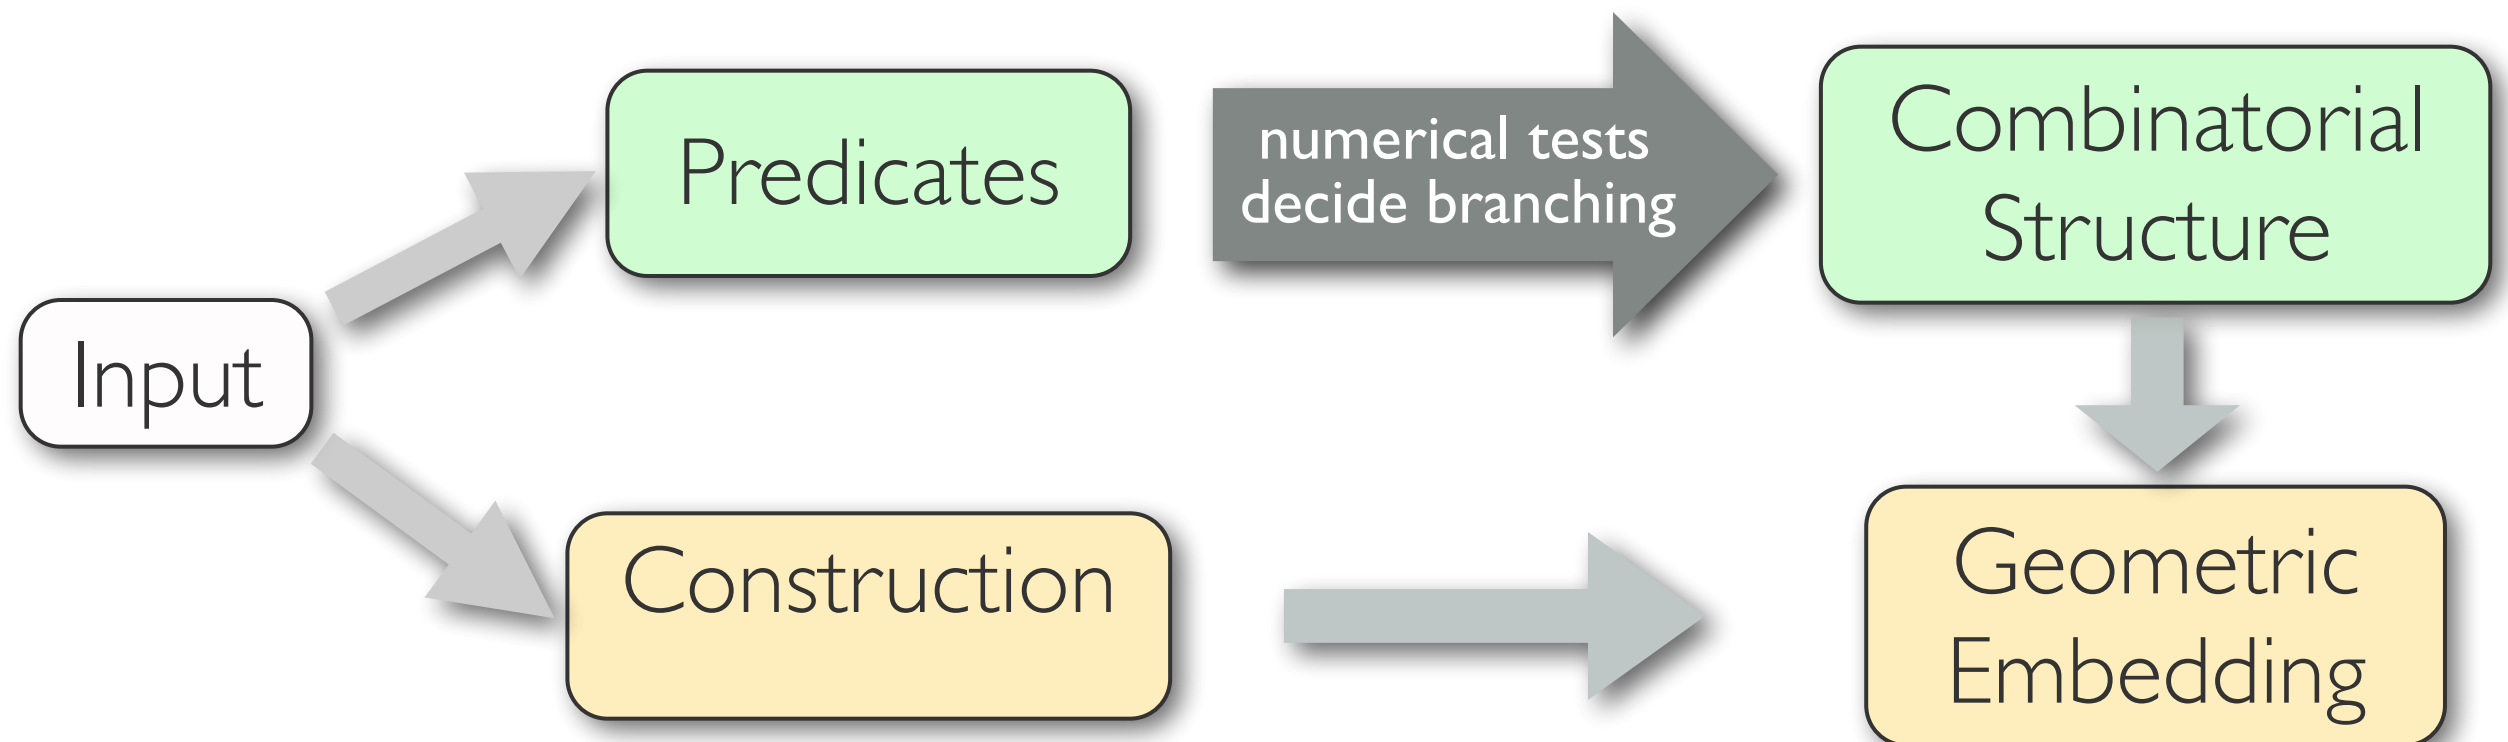 Predicates
numerical tests
decide branching
Combinatorial
Structure
Input
Construction
Geometric
Embedding